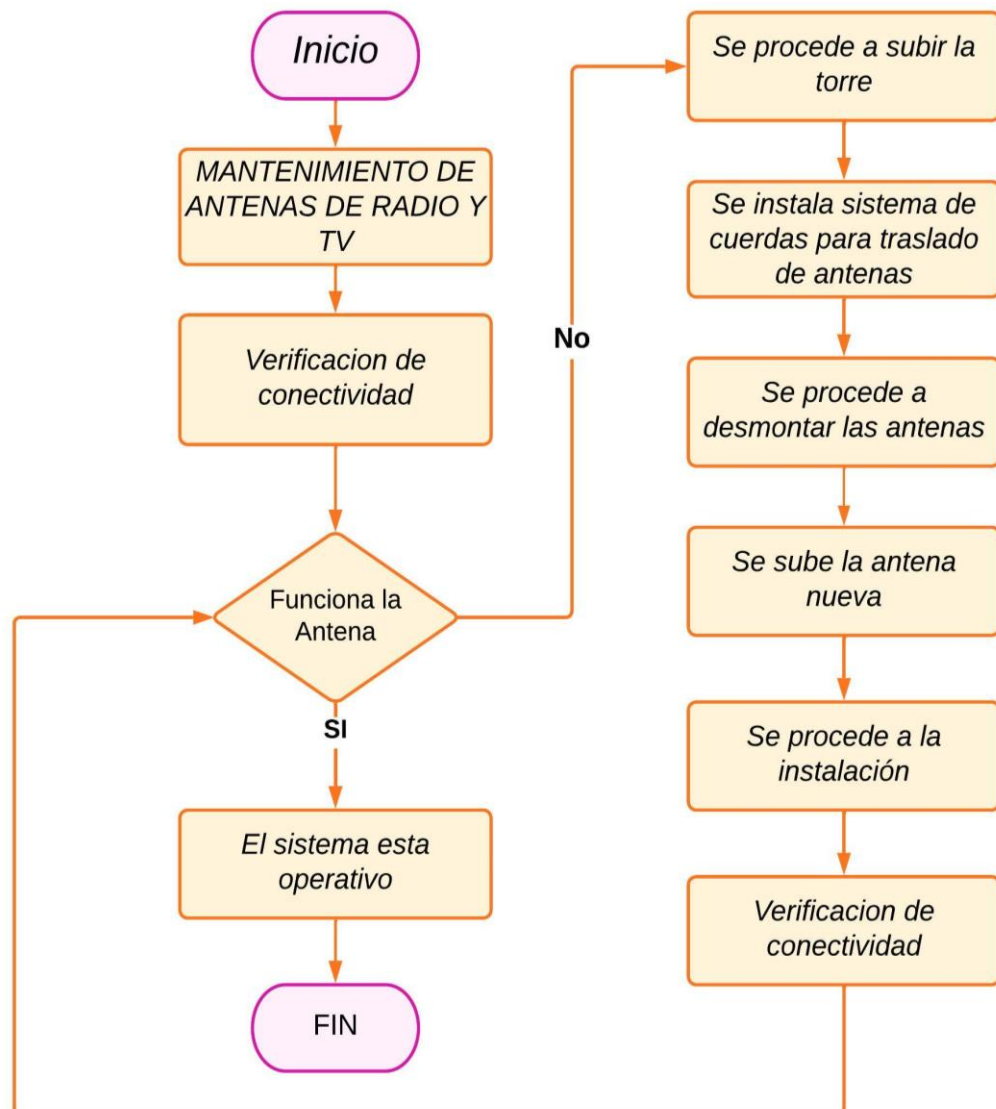 Inicio
MANTENIMIENTO DE
ANTENAS DE RADIO Y
TV
Verificacion de
conectividad
Funciona la
Antena
SI
El sistema esta
operativo
FIN
No
Se procede a subir la
torre
Se instala sistema de
cuerdas para traslado
de antenas
Se procede a
desmontar las antenas
Se sube la antena
nueva
Se procede a la
instalación
Verificacion de
conectividad